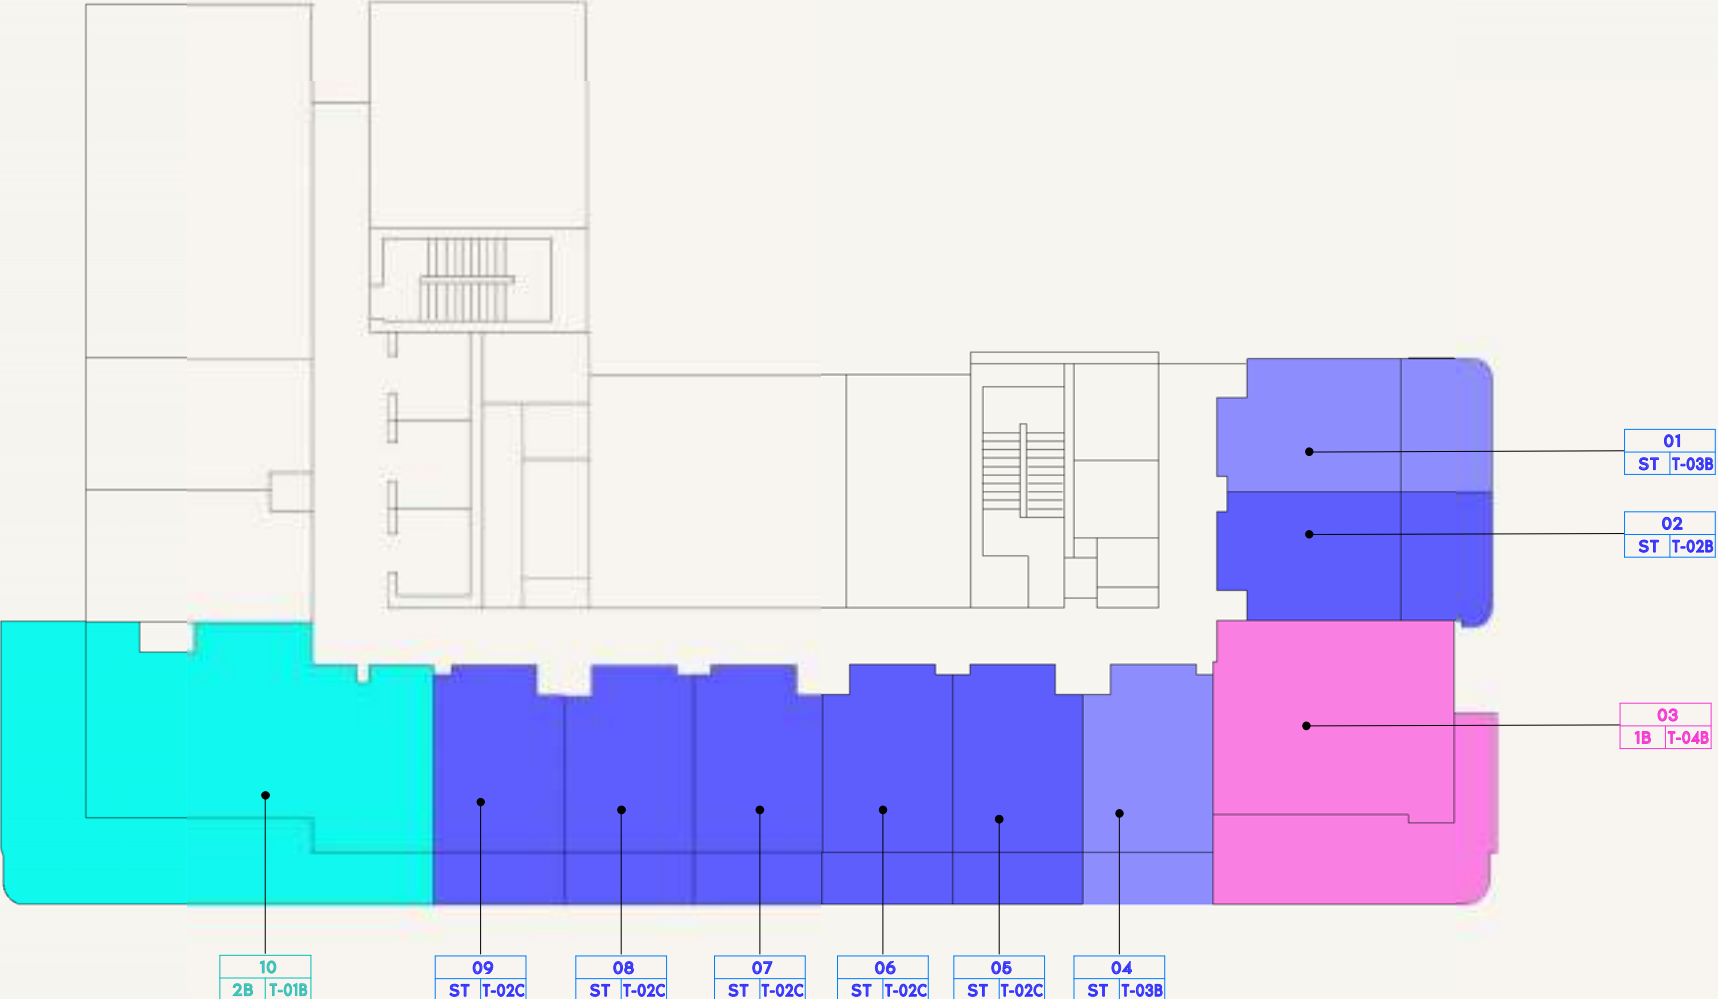 01
ST T-03B
02
ST T-02B
03
1B T-04B
10
2B T-01B
09
ST T-02C
08
ST T-02C
07
ST T-02C
06
ST T-02C
05
ST T-02C
04
ST T-03B